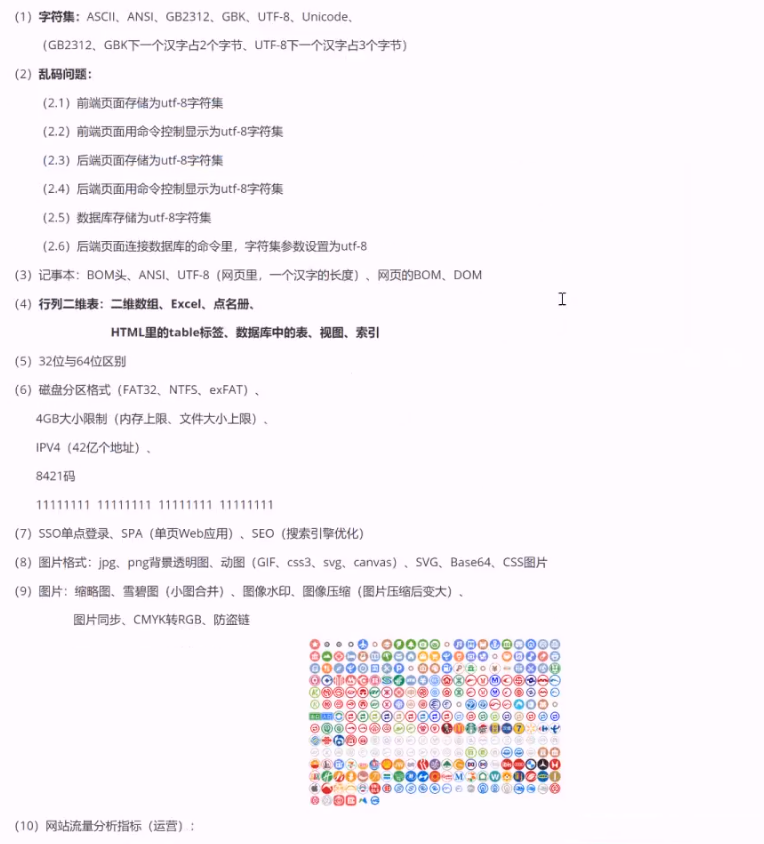 （1）字符集：ASCII、ANSI、GB2312、GBK、UTF-8、Unicode、
（GB2312、GBK下一个汉字占2个字节、UTF-8下一个汉字占3个字节）
（2）乱码问题：
（2.1）前端页面存储为utf-8字符集
（2.2）前端页面用命令控制显示为utf-8字符集
（2.3）后端页面存储为utf-8字符集
（2.4）后端页面用命令控制显示为utf-8字符集
（2.5）数据库存储为utf-8字符集
（2.6）后端页面连接数据库的命令里，字符集参数设置为utf-8
（3）记事本：BOM头、ANSI、UTF-8（网页里，一个汉字的长度）、网页的BOM、DOM
（4）行列二维表：二维数组、Excel、点名册、
HTML里的table标签、数据库中的表、视图、索引
（5）32位与64位区别
（6）磁盘分区格式（FAT32、NTFS、exFAT）、
4GB大小限制（内存上限、文件大小上限）、
IPV4（42亿个地址）、
8421码
11111111 11111111 11111111 11111111
（7）SSO单点登录、SPA（单页Web应用）、SEO（搜索引擎优化）
（8）图片格式：jpg、png背景透明图、动图（GIF、css3、svg、canvas）、SVG、Base64、CSS图片
（9）图片：缩略图、雪碧图（小图合并）、图像水印、图像压缩（图片压缩后变大）、
图片同步、CMYK转RGB、防盗链
（10）网站流量分析指标（运营）：